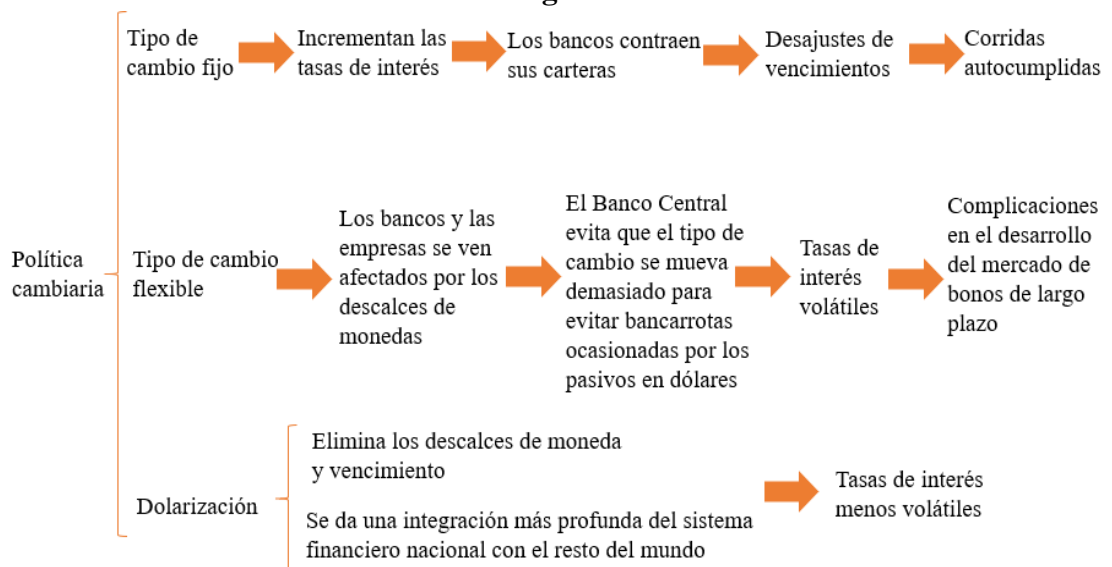 Tipo de
cambio fijo
Incrementan las
tasas de interés
Los bancos contraen
sus carteras
Desajustes de
vencimientos
Corridas
autocumplidas
Política
cambiaria
Tipo de cambio
flexible
Los bancos y las
empresas se ven
afectados por los
descalces de
monedas
El Banco Central
evita que el tipo de
cambio se mueva
demasiado para
evitar bancarrotas
ocasionadas por los
pasivos en dólares
Tasas de
interés
volátiles
Complicaciones
en el desarrollo
del mercado de
bonos de largo
plazo
Dolarización
Elimina los descalces de moneda
y vencimiento
Se da una integración más profunda del sistema
financiero nacional con el resto del mundo
Tasas de interés
menos volátiles